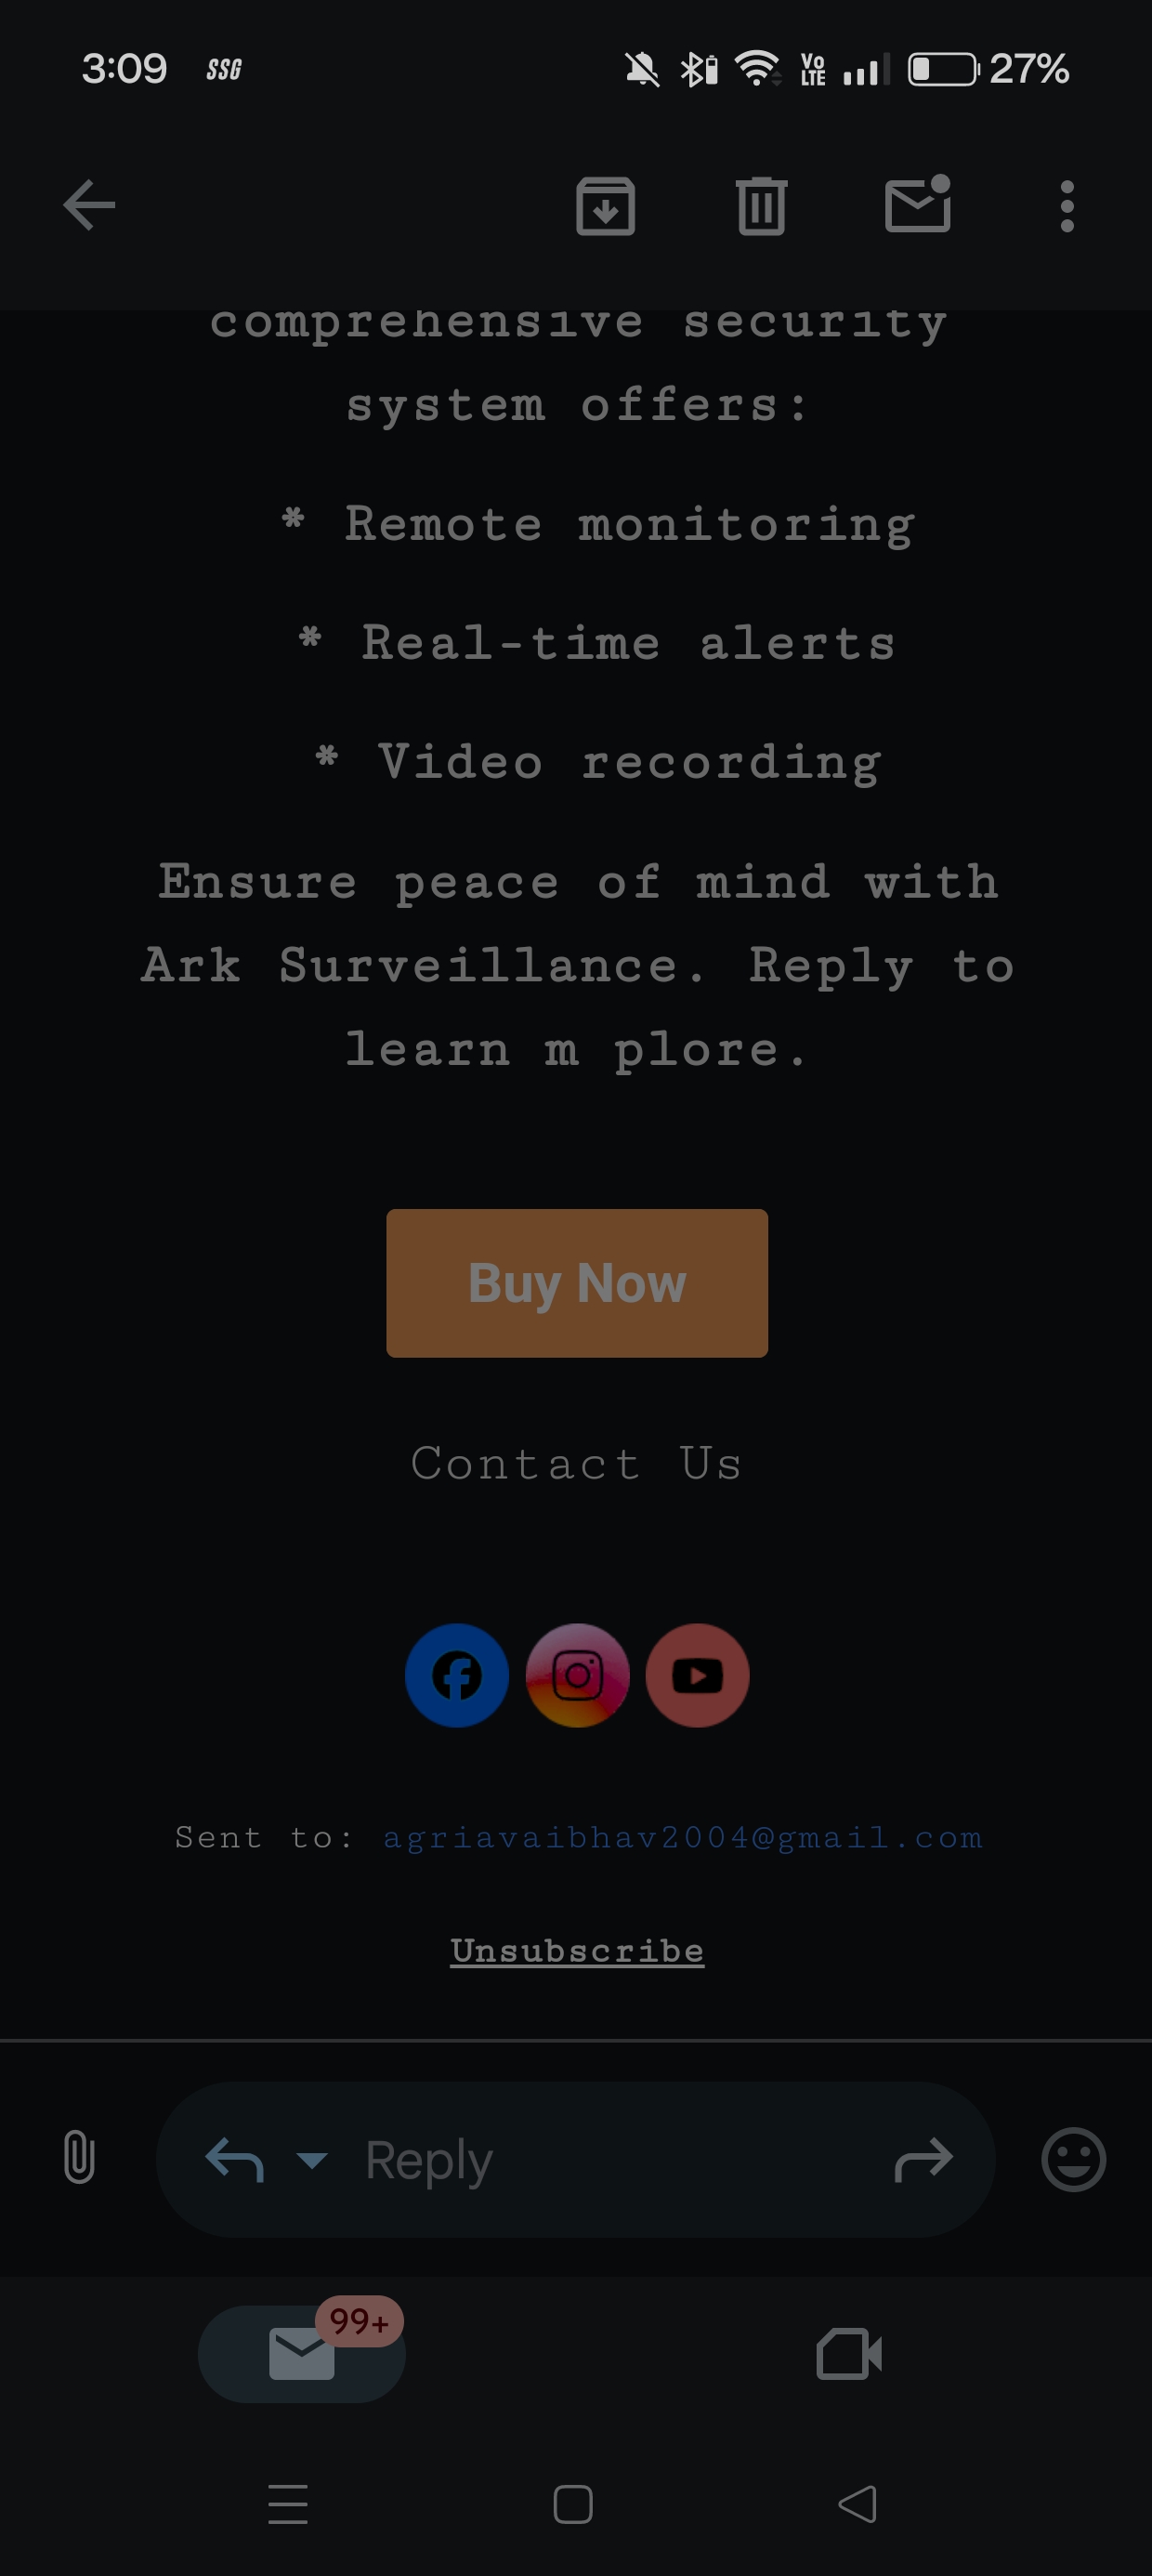 3:09 SSG Vo LTE 27%
comprehensive security
system offers:
* Remote monitoring
* Real-time alerts
* Video recording
Ensure peace of mind with
Ark Surveillance. Reply to
learn m plore.
Buy Now
Contact Us
Sent to: agriavaibhav2004@gmail.com
Unsubscribe
Reply
99+